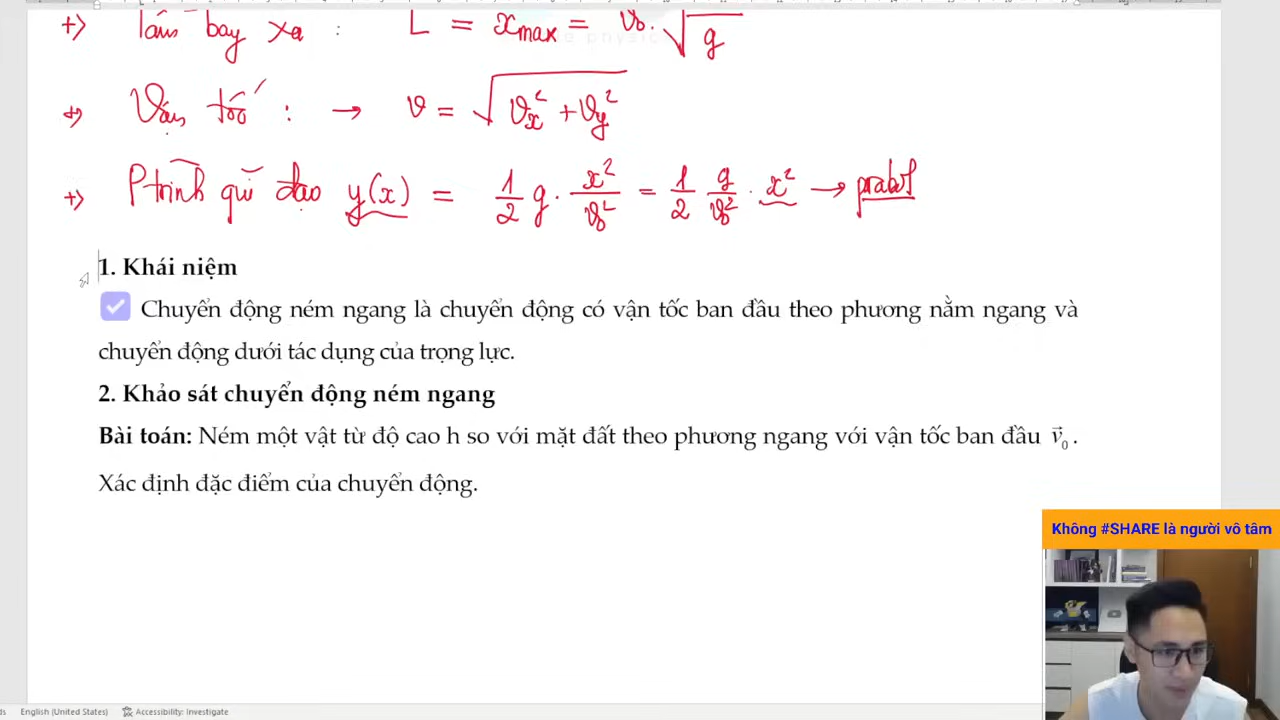 +) Tầm bay xa : L = xmax = v₀.√g
+) Vận tốc : → v = √(vx² + vy²)
+) Ptrình quĩ đạo y(x) = 1/2 g . x²/v₀² = 1/2 g/v₀² . x² → prabol
1. Khái niệm
Chuyển động ném ngang là chuyển động có vận tốc ban đầu theo phương nằm ngang và
chuyển động dưới tác dụng của trọng lực.
2. Khảo sát chuyển động ném ngang
Bài toán: Ném một vật từ độ cao h so với mặt đất theo phương ngang với vận tốc ban đầu v⃗₀.
Xác định đặc điểm của chuyển động.
Không #SHARE là người vô tâm
English (United States) Accessibility: Investigate